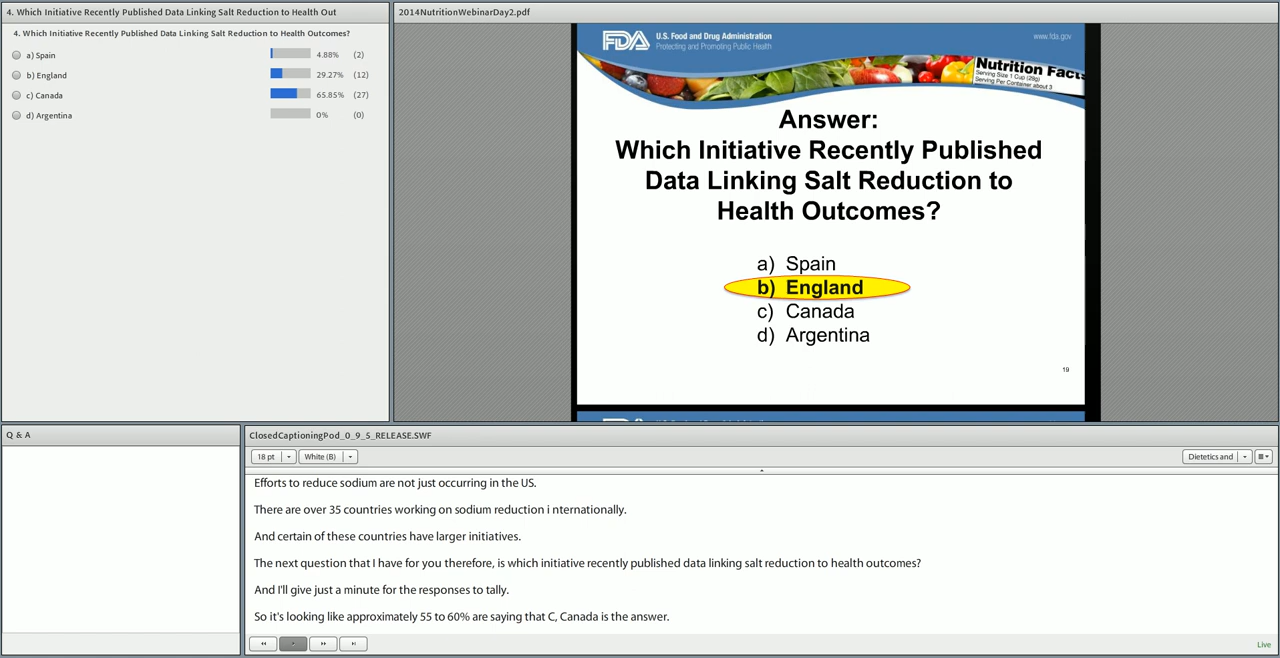 4. Which Initiative Recently Published Data Linking Salt Reduction to Health Out
4. Which Initiative Recently Published Data Linking Salt Reduction to Health Outcomes?
a) Spain 4.88% (2)
b) England 29.27% (12)
c) Canada 65.85% (27)
d) Argentina 0% (0)
2014NutritionWebinarDay2.pdf
FDA U.S. Food and Drug Administration
Protecting and Promoting Public Health
www.fda.gov
Nutrition Facts
Serving Size 1 Cup (28g)
Serving Per Container about 3
Answer:
Which Initiative Recently Published
Data Linking Salt Reduction to
Health Outcomes?
a) Spain
b) England
c) Canada
d) Argentina
19
Q & A
ClosedCaptioningPod_0_9_5_RELEASE.SWF
18 pt White (B) Dietetics and
Efforts to reduce sodium are not just occurring in the US.
There are over 35 countries working on sodium reduction i nternationally.
And certain of these countries have larger initiatives.
The next question that I have for you therefore, is which initiative recently published data linking salt reduction to health outcomes?
And I'll give just a minute for the responses to tally.
So it's looking like approximately 55 to 60% are saying that C, Canada is the answer.
Live